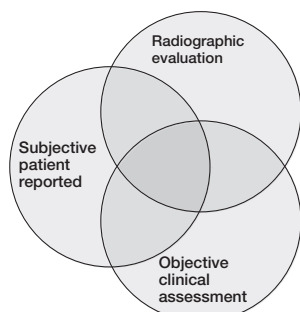 Radiographic
evaluation
Subjective
patient
reported
Objective
clinical
assessment